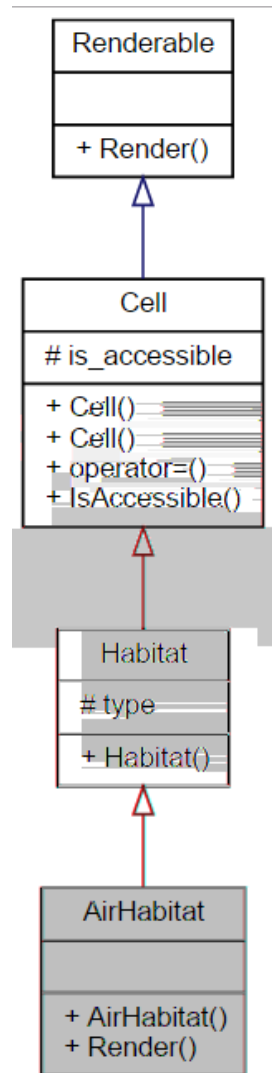 Renderable
+ Render()
Cell
# is_accessible
+ Cell()
+ Cell()
+ operator=()
+ IsAccessible()
Habitat
# type
+ Habitat()
AirHabitat
+ AirHabitat()
+ Render()